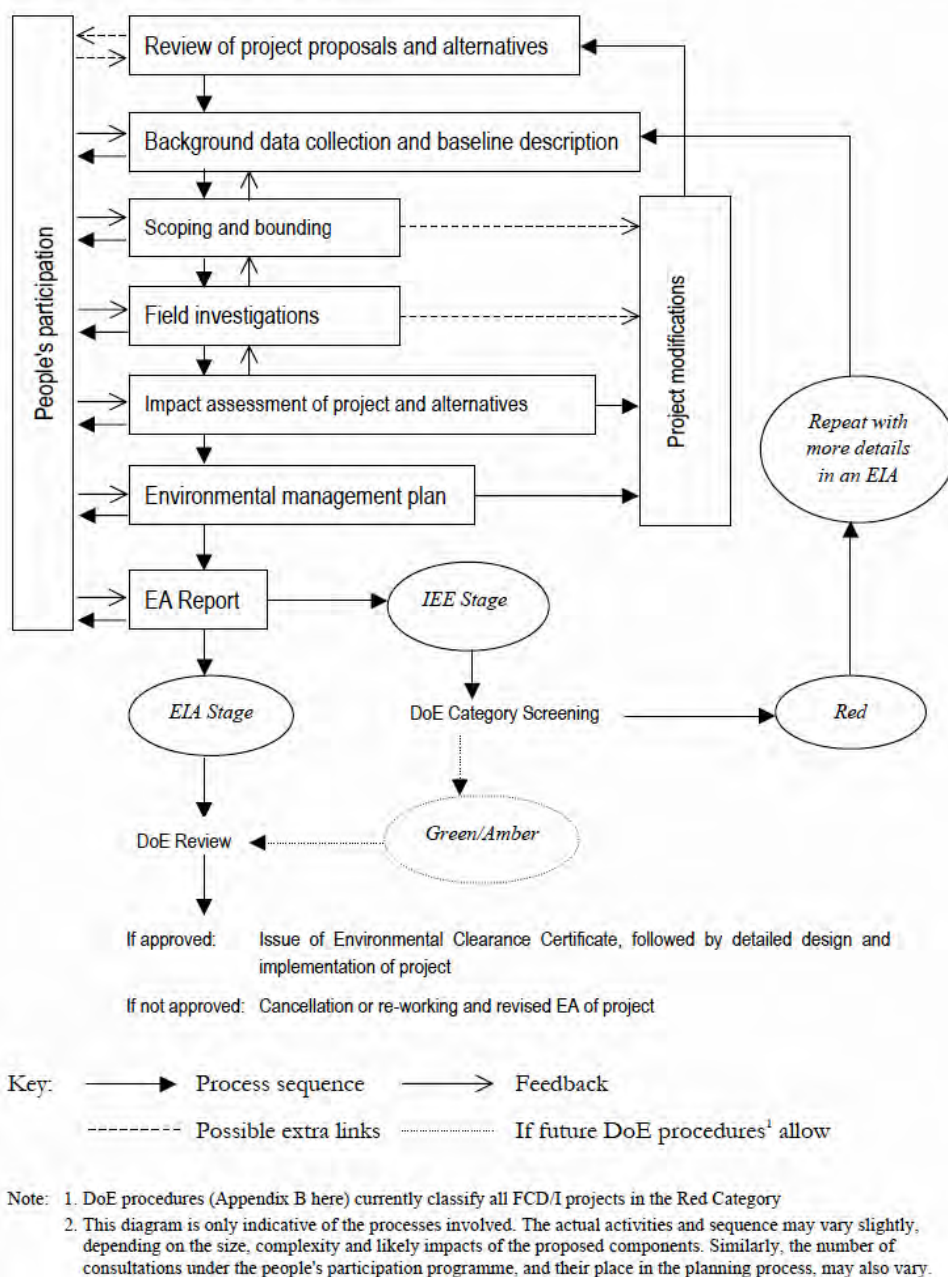 Review of project proposals and alternatives
Background data collection and baseline description
Scoping and bounding
Field investigations
Impact assessment of project and alternatives
Environmental management plan
EA Report
People's participation
Project modifications
Repeat with
more details
in an EIA
IEE Stage
EIA Stage
DoE Category Screening
Red
Green/Amber
DoE Review
If approved: Issue of Environmental Clearance Certificate, followed by detailed design and
implementation of project
If not approved: Cancellation or re-working and revised EA of project
Key: Process sequence Feedback
Possible extra links If future DoE procedures¹ allow
Note: 1. DoE procedures (Appendix B here) currently classify all FCD/I projects in the Red Category
2. This diagram is only indicative of the processes involved. The actual activities and sequence may vary slightly,
depending on the size, complexity and likely impacts of the proposed components. Similarly, the number of
consultations under the people's participation programme, and their place in the planning process, may also vary.